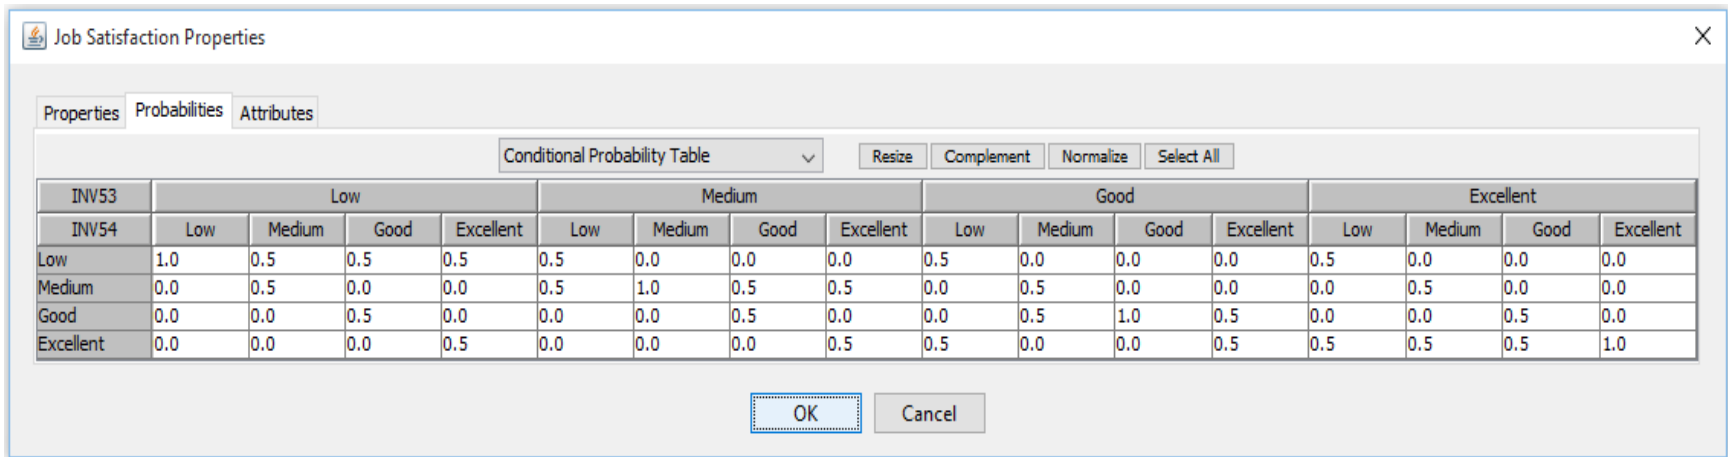 Job Satisfaction Properties
Properties Probabilities Attributes
Conditional Probability Table Resize Complement Normalize Select All
INV53 Low Medium Good Excellent
INV54 Low Medium Good Excellent Low Medium Good Excellent Low Medium Good Excellent Low Medium Good Excellent
Low 1.0 0.5 0.5 0.5 0.5 0.0 0.0 0.0 0.5 0.0 0.0 0.0 0.5 0.0 0.0 0.0
Medium 0.0 0.5 0.0 0.0 0.5 1.0 0.5 0.5 0.0 0.5 0.0 0.0 0.0 0.5 0.0 0.0
Good 0.0 0.0 0.5 0.0 0.0 0.0 0.5 0.0 0.0 0.5 1.0 0.5 0.0 0.0 0.5 0.0
Excellent 0.0 0.0 0.0 0.5 0.0 0.0 0.0 0.5 0.5 0.0 0.0 0.5 0.5 0.5 0.5 1.0
OK Cancel